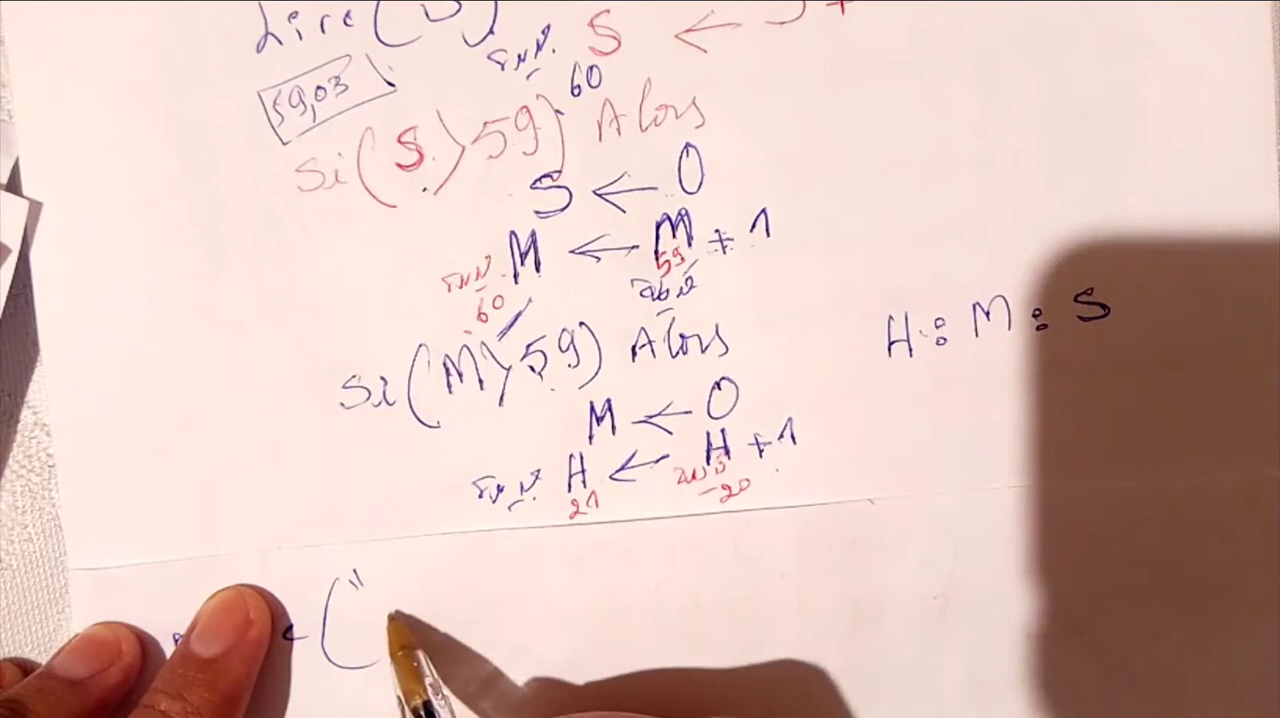 Lire(S)
S ←
59,03
60
Si(S>59) Alors
S ← 0
M ← M + 1
59
60
Si(M>59) Alors
H : M : S
M ← 0
H ← H + 1
21 20
("